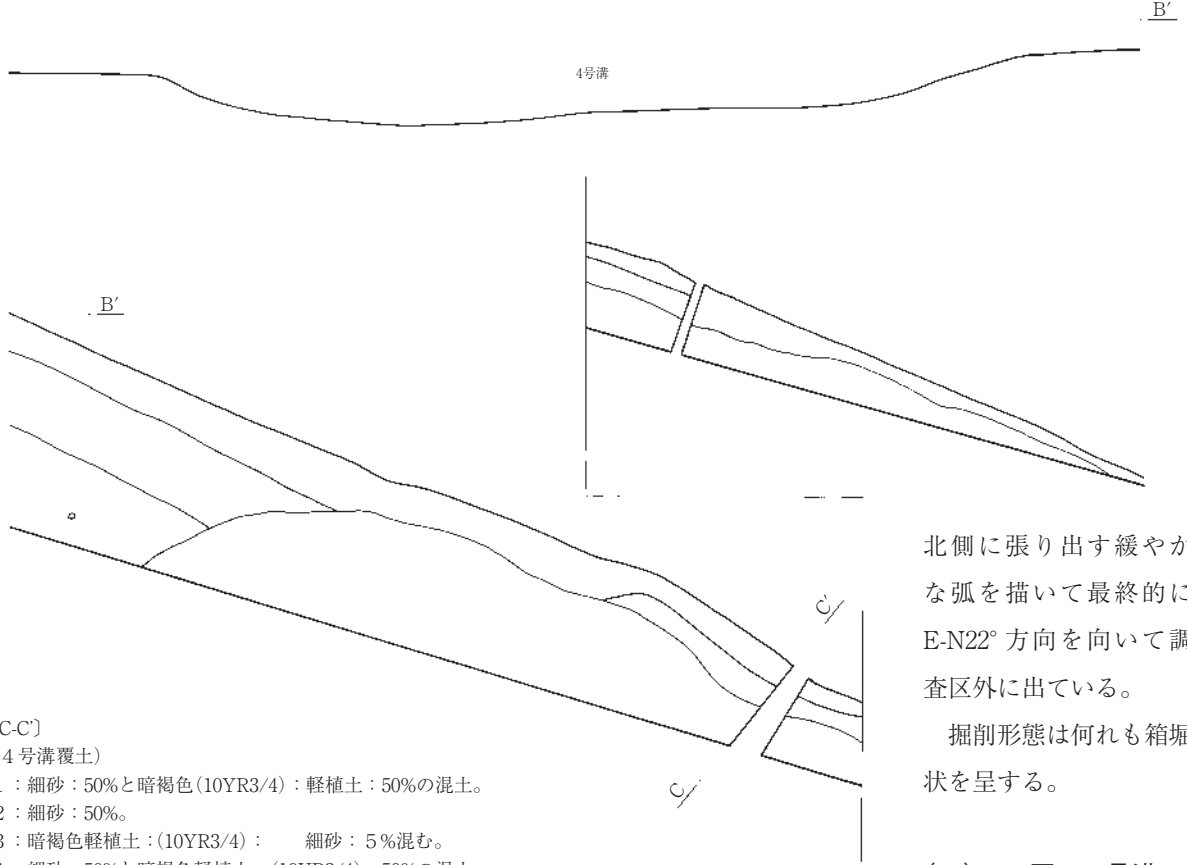 B′
4号溝
B′
C′
C
C-C’〕
４号溝覆土）
：細砂：50%と暗褐色(10YR3/4)：軽植土：50%の混土。
2：細砂：50%。
3：暗褐色軽植土：(10YR3/4)：　細砂：５%混む。
北側に張り出す緩やか
な弧を描いて最終的に
E-N22° 方向を向いて調
査区外に出ている。
　掘削形態は何れも箱堀
状を呈する。